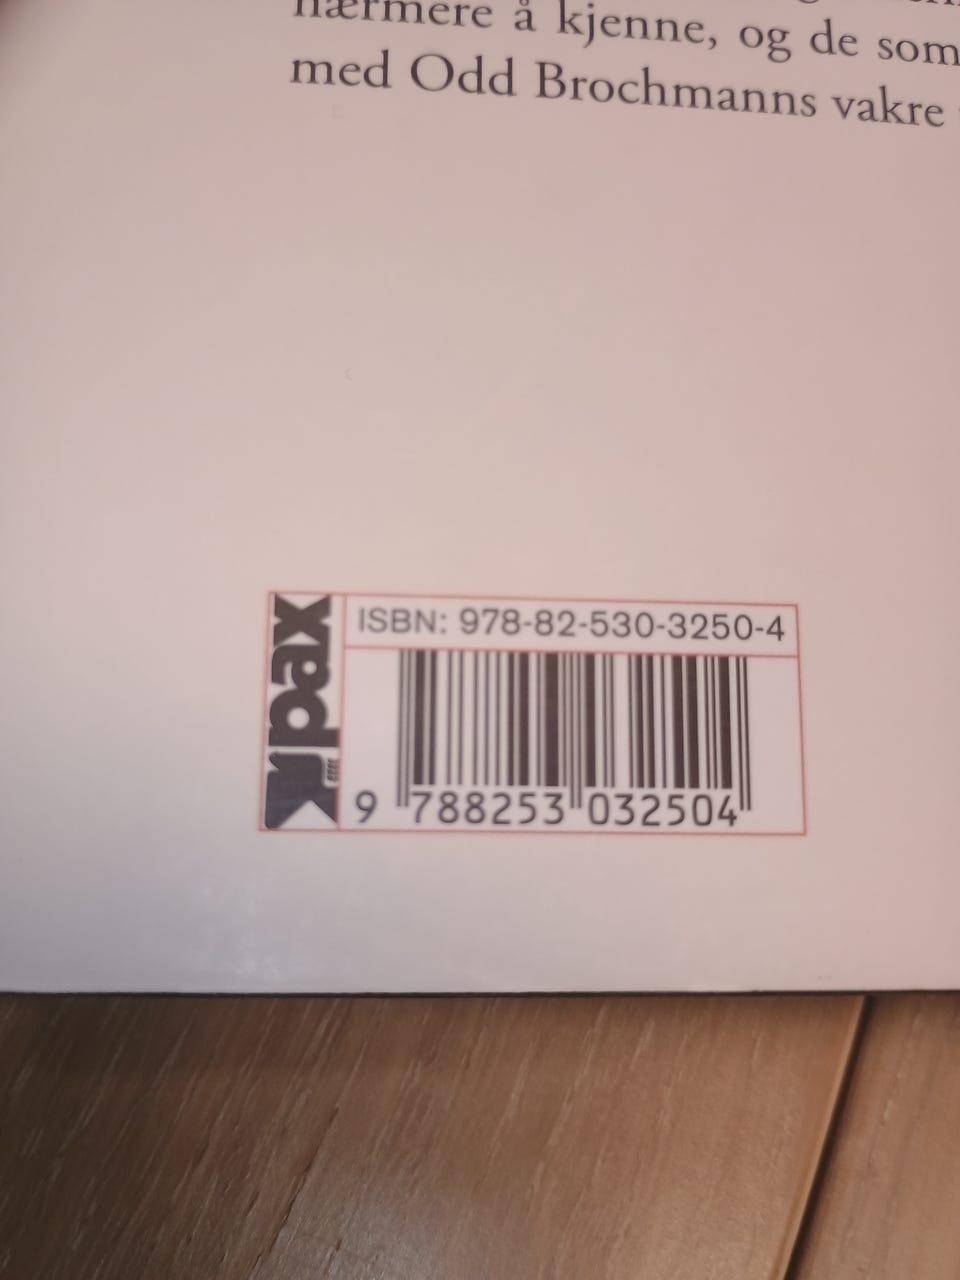 nærmere å kjenne, og de som
med Odd Brochmanns vakre
pax
ISBN: 978-82-530-3250-4
9 788253 032504